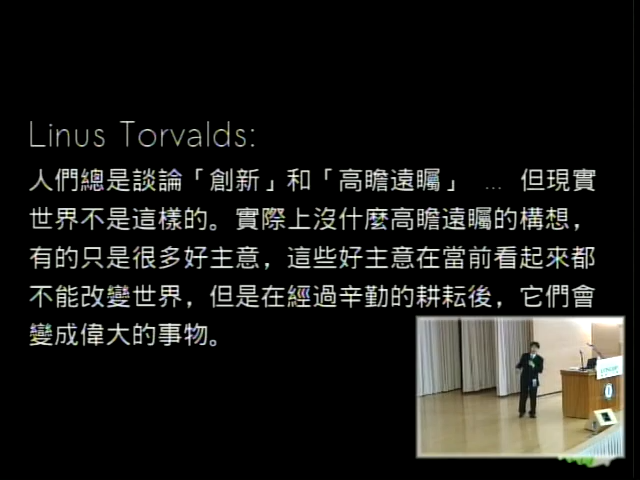 Linus Torvalds:
人們總是談論「創新」和「高瞻遠矚」 ... 但現實
世界不是這樣的。實際上沒什麼高瞻遠矚的構想，
有的只是很多好主意，這些好主意在當前看起來都
不能改變世界，但是在經過辛勤的耕耘後，它們會
變成偉大的事物。